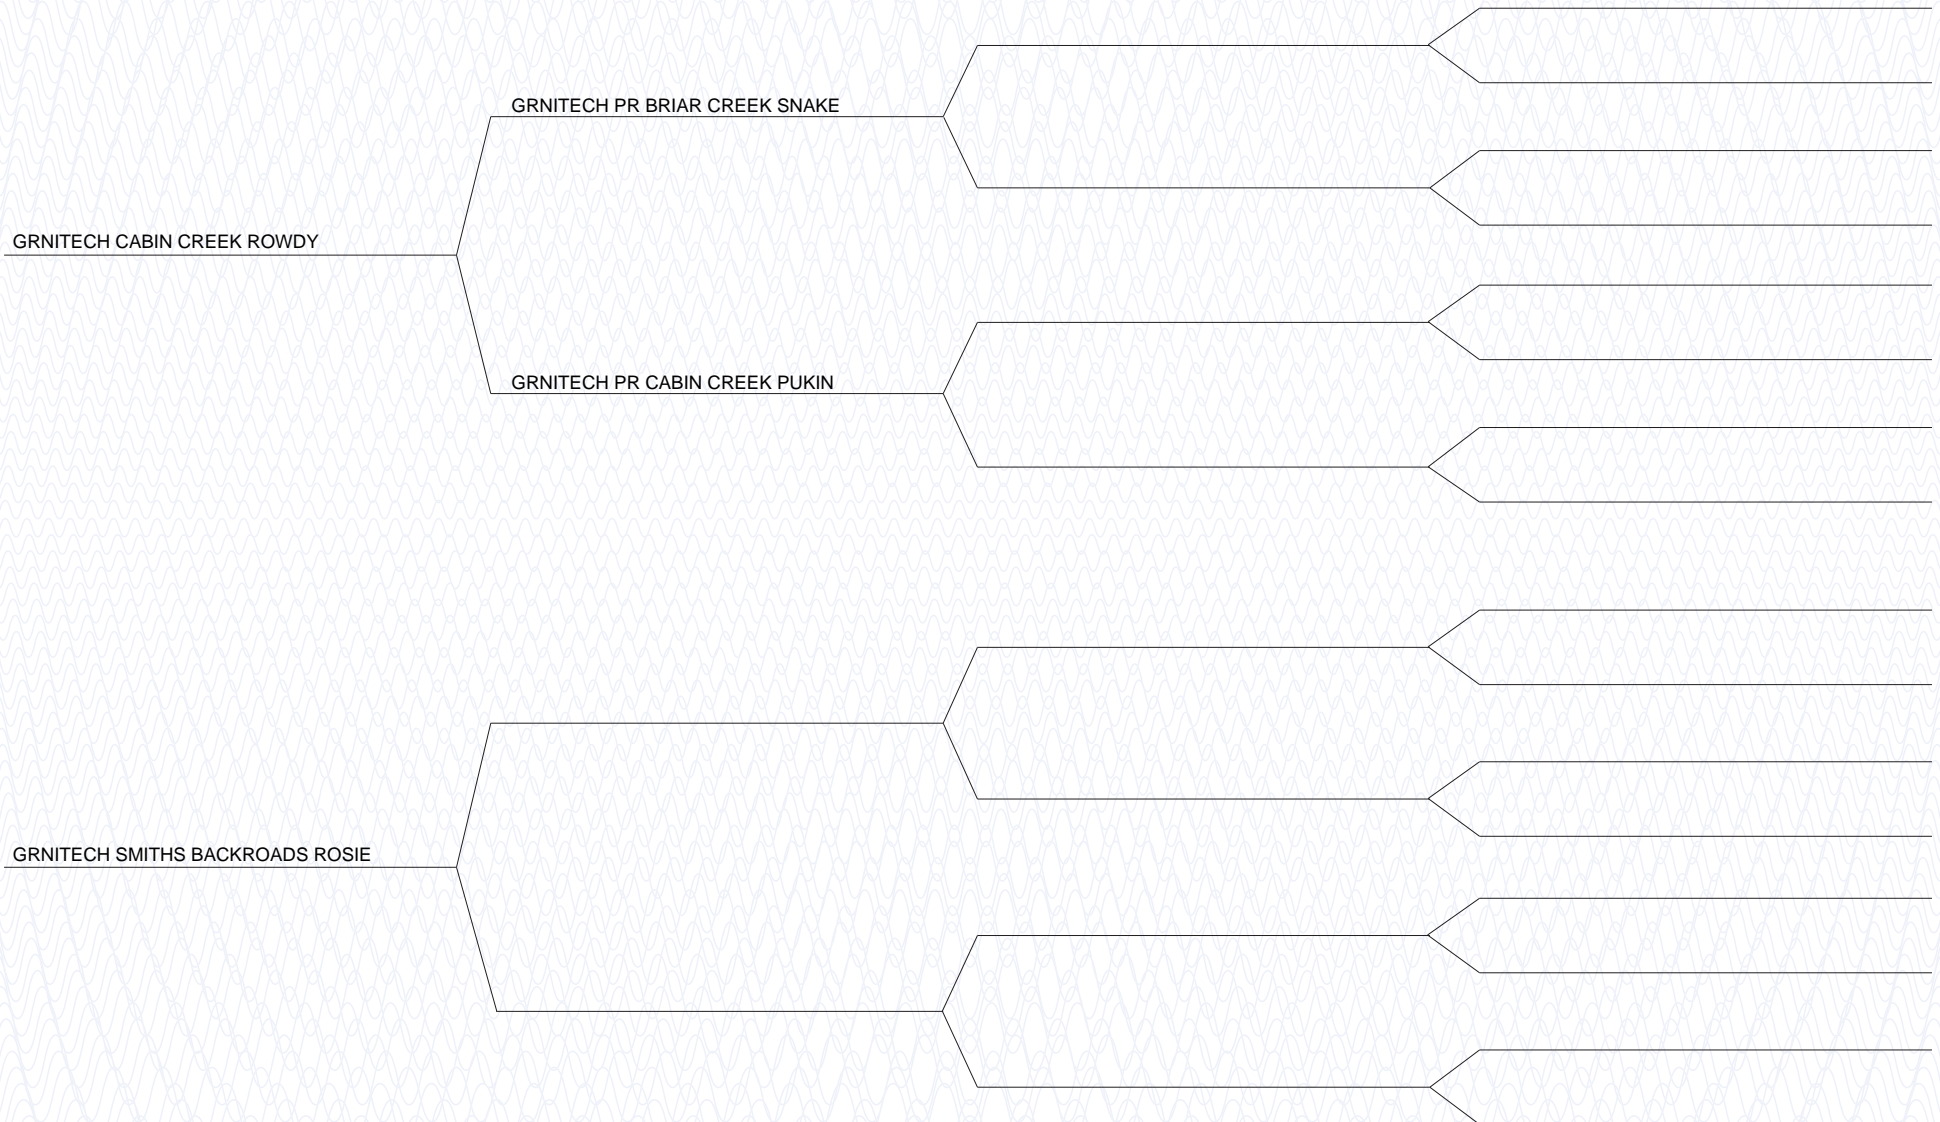 GRNITECH PR BRIAR CREEK SNAKE
GRNITECH CABIN CREEK ROWDY
GRNITECH PR CABIN CREEK PUKIN
GRNITECH SMITHS BACKROADS ROSIE